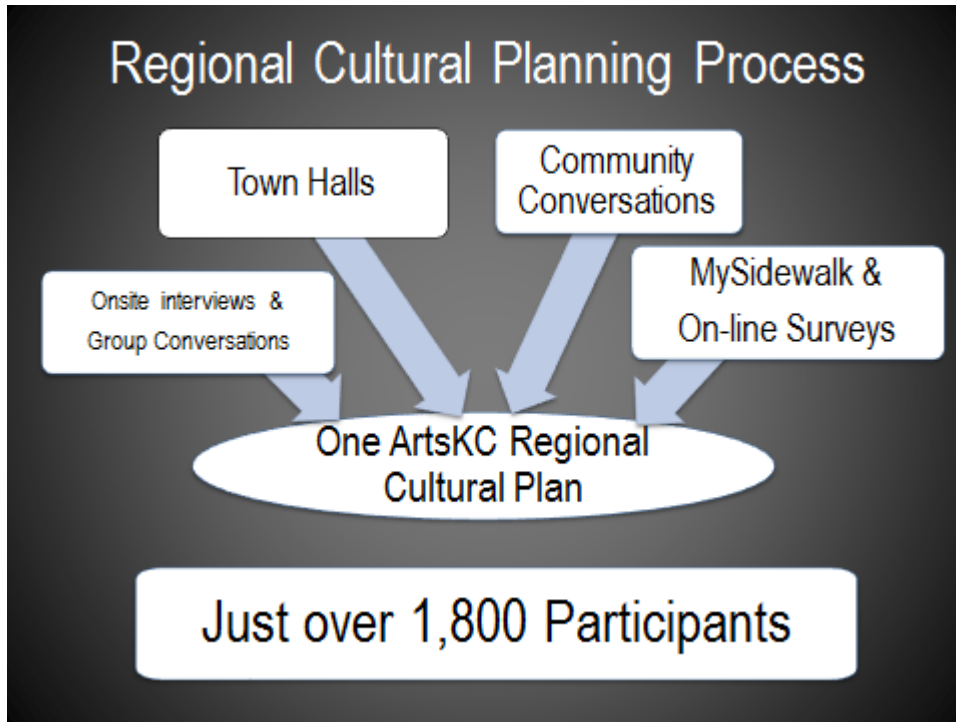 Regional Cultural Planning Process
Town Halls
Community
Conversations
Onsite interviews &
Group Conversations
MySidewalk &
On-line Surveys
One ArtsKC Regional
Cultural Plan
Just over 1,800 Participants